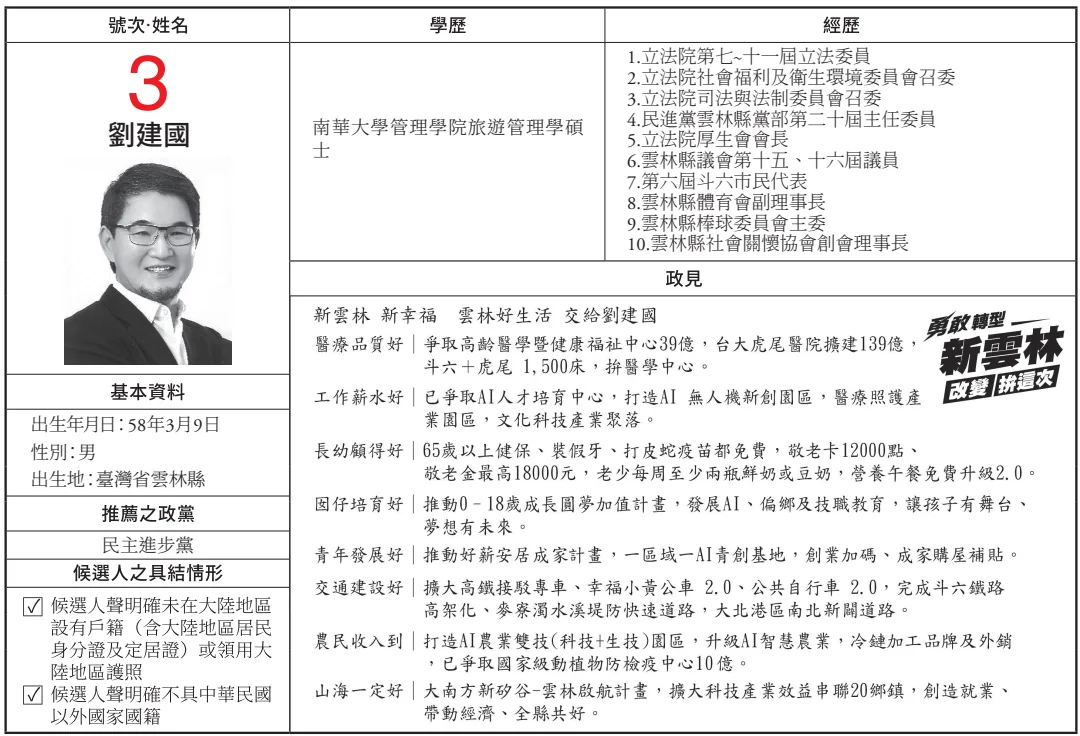 號次·姓名
3
劉建國
基本資料
出生年月日：58年3月9日
性別：男
出生地：臺灣省雲林縣
推薦之政黨
民主進步黨
候選人之具結情形
☑ 候選人聲明確未在大陸地區
設有戶籍（含大陸地區居民
身分證及定居證）或領用大
陸地區護照
☑ 候選人聲明確不具中華民國
以外國家國籍
學歷
南華大學管理學院旅遊管理學碩
士
經歷
1.立法院第七~十一屆立法委員
2.立法院社會福利及衛生環境委員會召委
3.立法院司法與法制委員會召委
4.民進黨雲林縣黨部第二十屆主任委員
5.立法院厚生會會長
6.雲林縣議會第十五、十六屆議員
7.第六屆斗六市民代表
8.雲林縣體育會副理事長
9.雲林縣棒球委員會主委
10.雲林縣社會關懷協會創會理事長
政見
新雲林 新幸福　雲林好生活 交給劉建國
醫療品質好｜爭取高齡醫學暨健康福祉中心39億，台大虎尾醫院擴建139億，
斗六＋虎尾 1,500床，拚醫學中心。
工作薪水好｜已爭取AI人才培育中心，打造AI 無人機新創園區，醫療照護產
業園區，文化科技產業聚落。
長幼顧得好｜65歲以上健保、裝假牙、打皮蛇疫苗都免費，敬老卡12000點、
敬老金最高18000元，老少每周至少兩瓶鮮奶或豆奶，營養午餐免費升級2.0。
囡仔培育好｜推動0–18歲成長圓夢加值計畫，發展AI、偏鄉及技職教育，讓孩子有舞台、
夢想有未來。
青年發展好｜推動好薪安居成家計畫，一區域一AI青創基地，創業加碼、成家購屋補貼。
交通建設好｜擴大高鐵接駁專車、幸福小黃公車 2.0、公共自行車 2.0，完成斗六鐵路
高架化、麥寮濁水溪堤防快速道路，大北港區南北新闢道路。
農民收入到｜打造AI農業雙技(科技+生技)園區，升級AI智慧農業，冷鏈加工品牌及外銷
，已爭取國家級動植物防檢疫中心10億。
山海一定好｜大南方新矽谷-雲林啟航計畫，擴大科技產業效益串聯20鄉鎮，創造就業、
帶動經濟、全縣共好。
勇敢轉型
新雲林
改變 拚這次